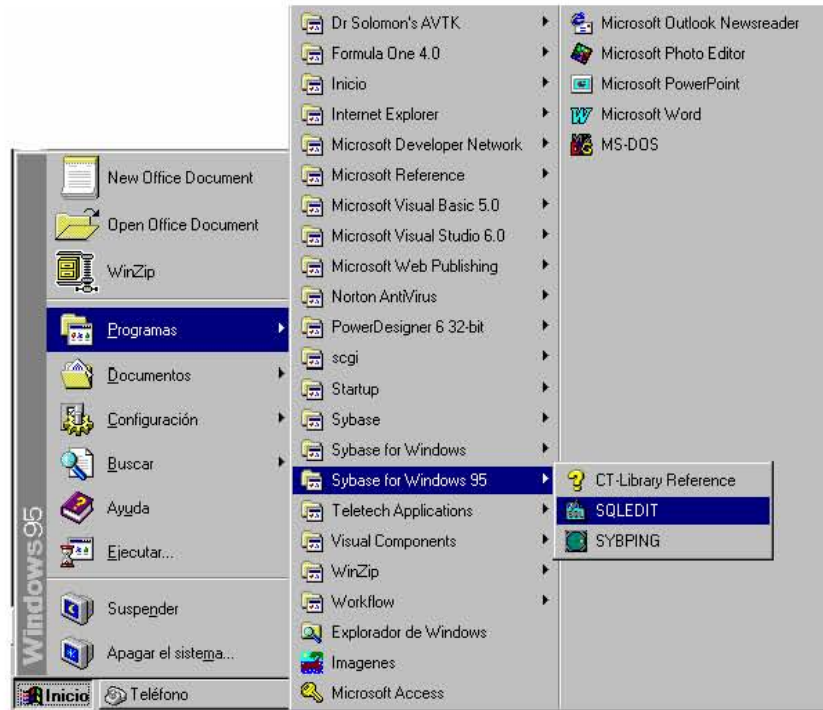 New Office Document
Open Office Document
WinZip
Programas
Documentos
Configuración
Buscar
Ayuda
Ejecutar...
Suspender
Apagar el sistema...
Windows95
Inicio
Teléfono
Dr Solomon's AVTK
Formula One 4.0
Inicio
Internet Explorer
Microsoft Developer Network
Microsoft Reference
Microsoft Visual Basic 5.0
Microsoft Visual Studio 6.0
Microsoft Web Publishing
Norton AntiVirus
PowerDesigner 6 32-bit
scgi
Startup
Sybase
Sybase for Windows
Sybase for Windows 95
Teletech Applications
Visual Components
WinZip
Workflow
Explorador de Windows
Imagenes
Microsoft Access
Microsoft Outlook Newsreader
Microsoft Photo Editor
Microsoft PowerPoint
Microsoft Word
MS-DOS
CT-Library Reference
SQLEDIT
SYBPING